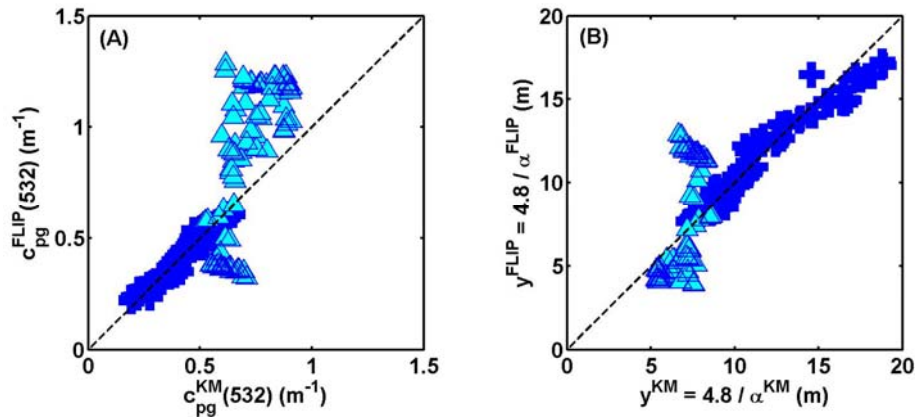 (A)
1.5
1
0.5
0
0 0.5 1 1.5
c_pg^FLIP(532) (m^-1)
c_pg^KM(532) (m^-1)
(B)
20
15
10
5
0
0 5 10 15 20
y^FLIP = 4.8 / α^FLIP (m)
y^KM = 4.8 / α^KM (m)